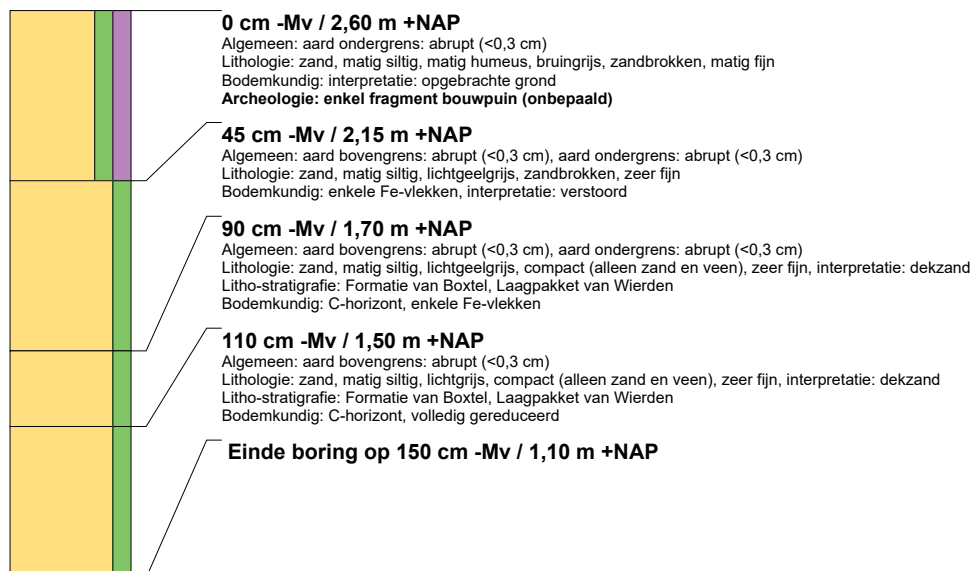 0 cm -Mv / 2,60 m +NAP
Algemeen: aard ondergrens: abrupt (<0,3 cm)
Lithologie: zand, matig siltig, matig humeus, bruingrijs, zandbrokken, matig fijn
Bodemkundig: interpretatie: opgebrachte grond
Archeologie: enkel fragment bouwpuin (onbepaald)
45 cm -Mv / 2,15 m +NAP
Algemeen: aard bovengrens: abrupt (<0,3 cm), aard ondergrens: abrupt (<0,3 cm)
Lithologie: zand, matig siltig, lichtgeelgrijs, zandbrokken, zeer fijn
Bodemkundig: enkele Fe-vlekken, interpretatie: verstoord
90 cm -Mv / 1,70 m +NAP
Algemeen: aard bovengrens: abrupt (<0,3 cm), aard ondergrens: abrupt (<0,3 cm)
Lithologie: zand, matig siltig, lichtgeelgrijs, compact (alleen zand en veen), zeer fijn, interpretatie: dekzand
Litho-stratigrafie: Formatie van Boxtel, Laagpakket van Wierden
Bodemkundig: C-horizont, enkele Fe-vlekken
110 cm -Mv / 1,50 m +NAP
Algemeen: aard bovengrens: abrupt (<0,3 cm)
Lithologie: zand, matig siltig, lichtgrijs, compact (alleen zand en veen), zeer fijn, interpretatie: dekzand
Litho-stratigrafie: Formatie van Boxtel, Laagpakket van Wierden
Bodemkundig: C-horizont, volledig gereduceerd
Einde boring op 150 cm -Mv / 1,10 m +NAP